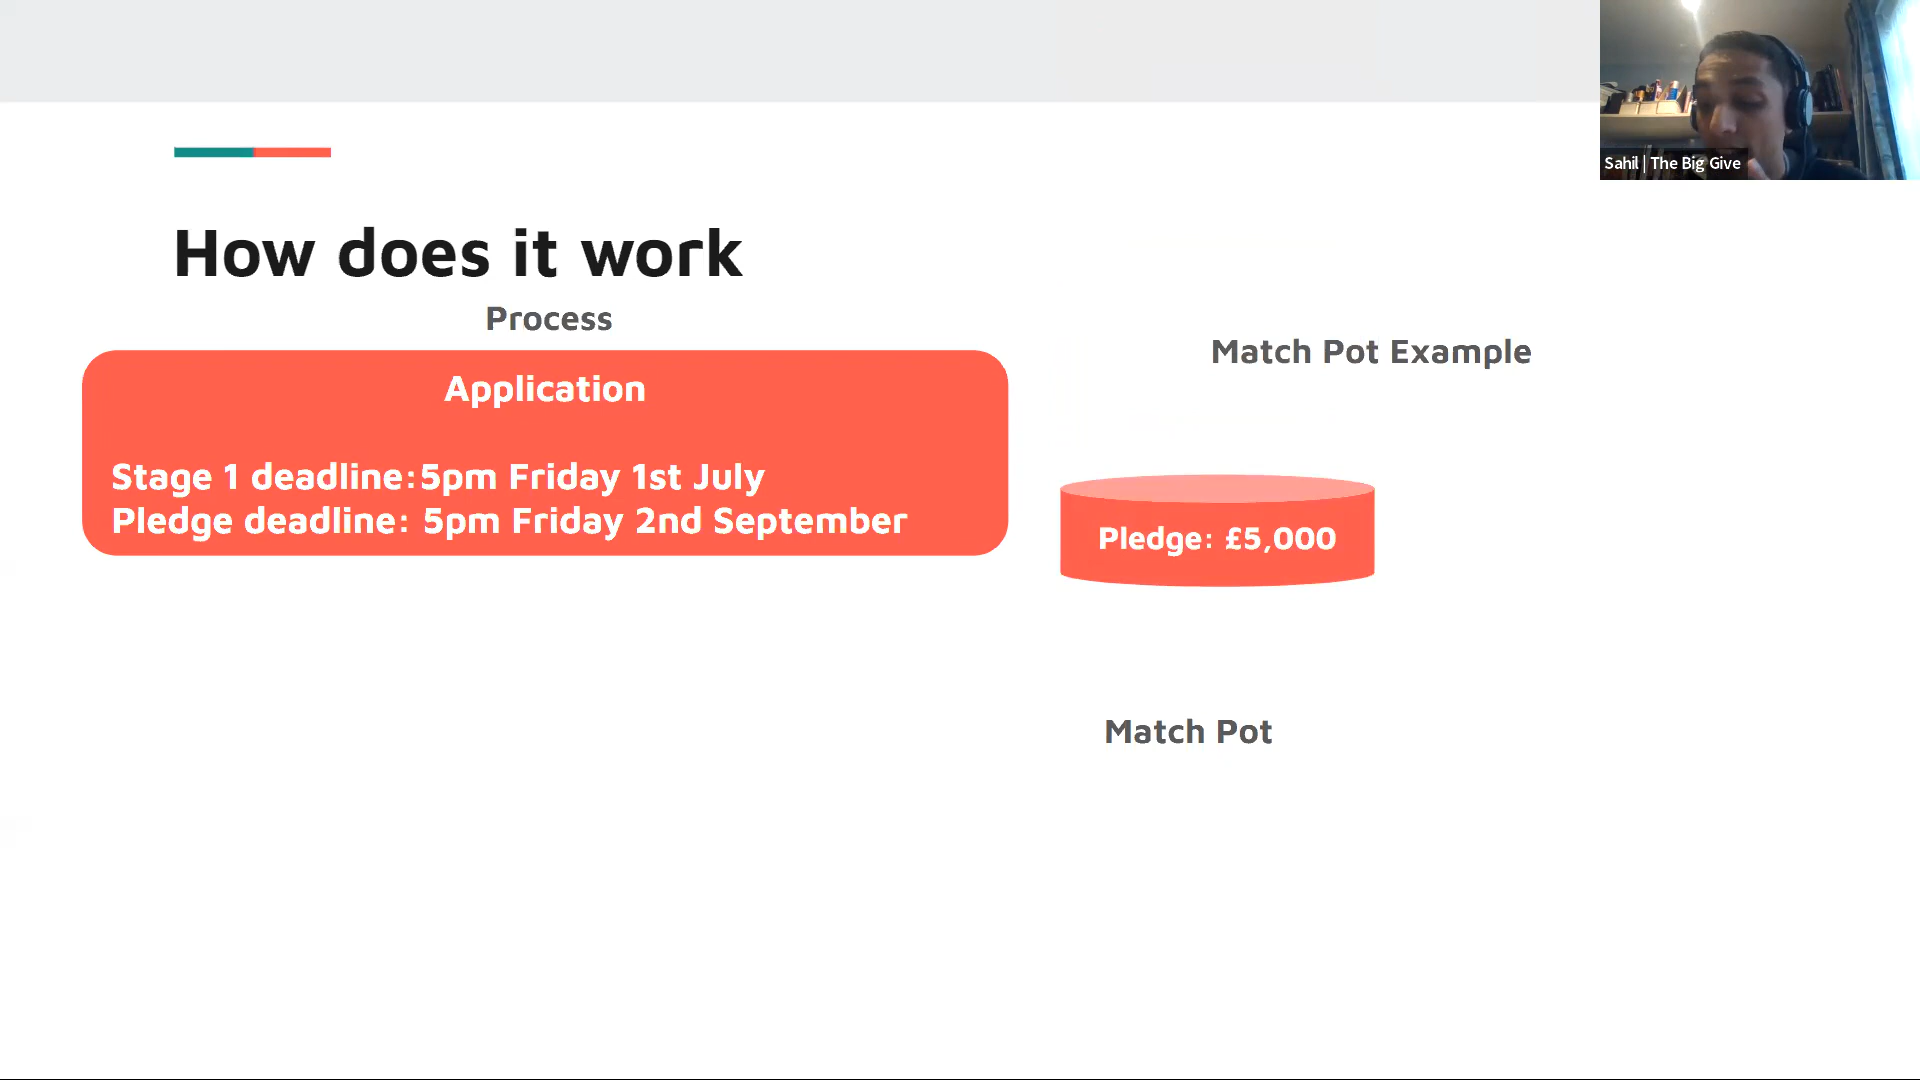 Sahil | The Big Give
How does it work
Process
Application
Stage 1 deadline:5pm Friday 1st July
Pledge deadline: 5pm Friday 2nd September
Match Pot Example
Pledge: £5,000
Match Pot